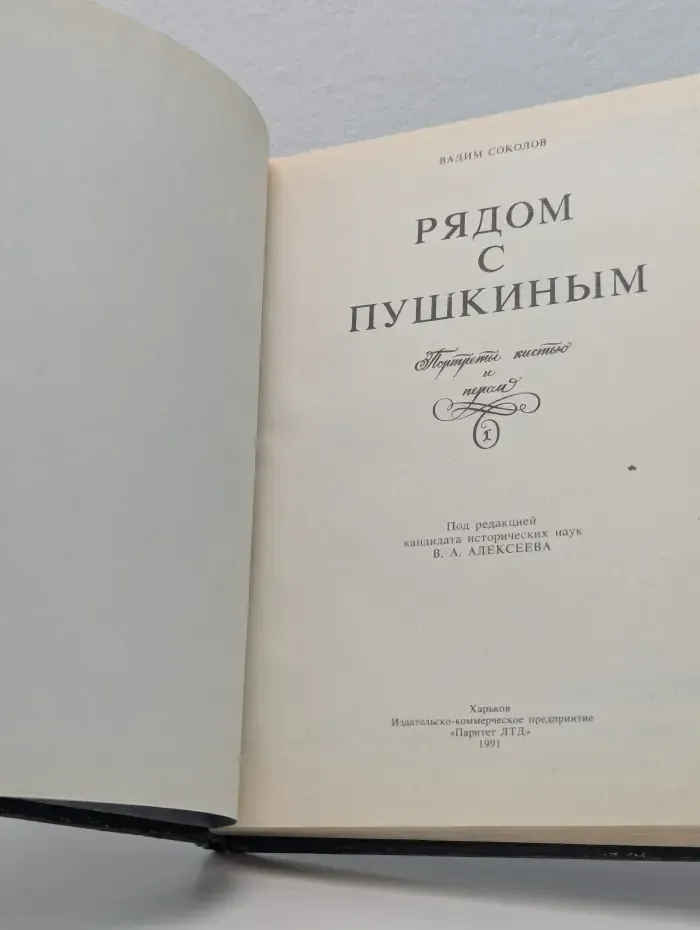 ВАДИМ СОКОЛОВ
РЯДОМ
С
ПУШКИНЫМ
Портреты кистью
и
пером
1
Под редакцией
кандидата исторических наук
В. А. АЛЕКСЕЕВА
Харьков
Издательско-коммерческое предприятие
«Паритет ЛТД»
1991